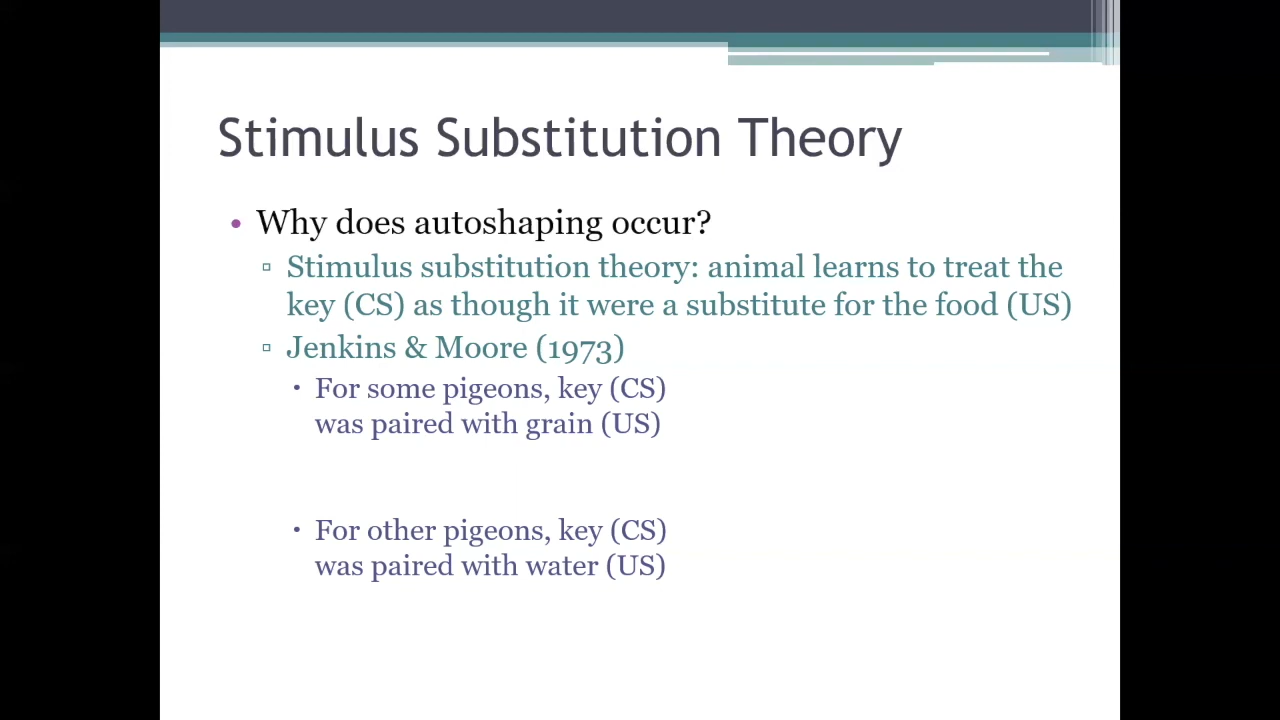 Stimulus Substitution Theory
• Why does autoshaping occur?
▫ Stimulus substitution theory: animal learns to treat the
key (CS) as though it were a substitute for the food (US)
▫ Jenkins & Moore (1973)
▪ For some pigeons, key (CS)
was paired with grain (US)
▪ For other pigeons, key (CS)
was paired with water (US)